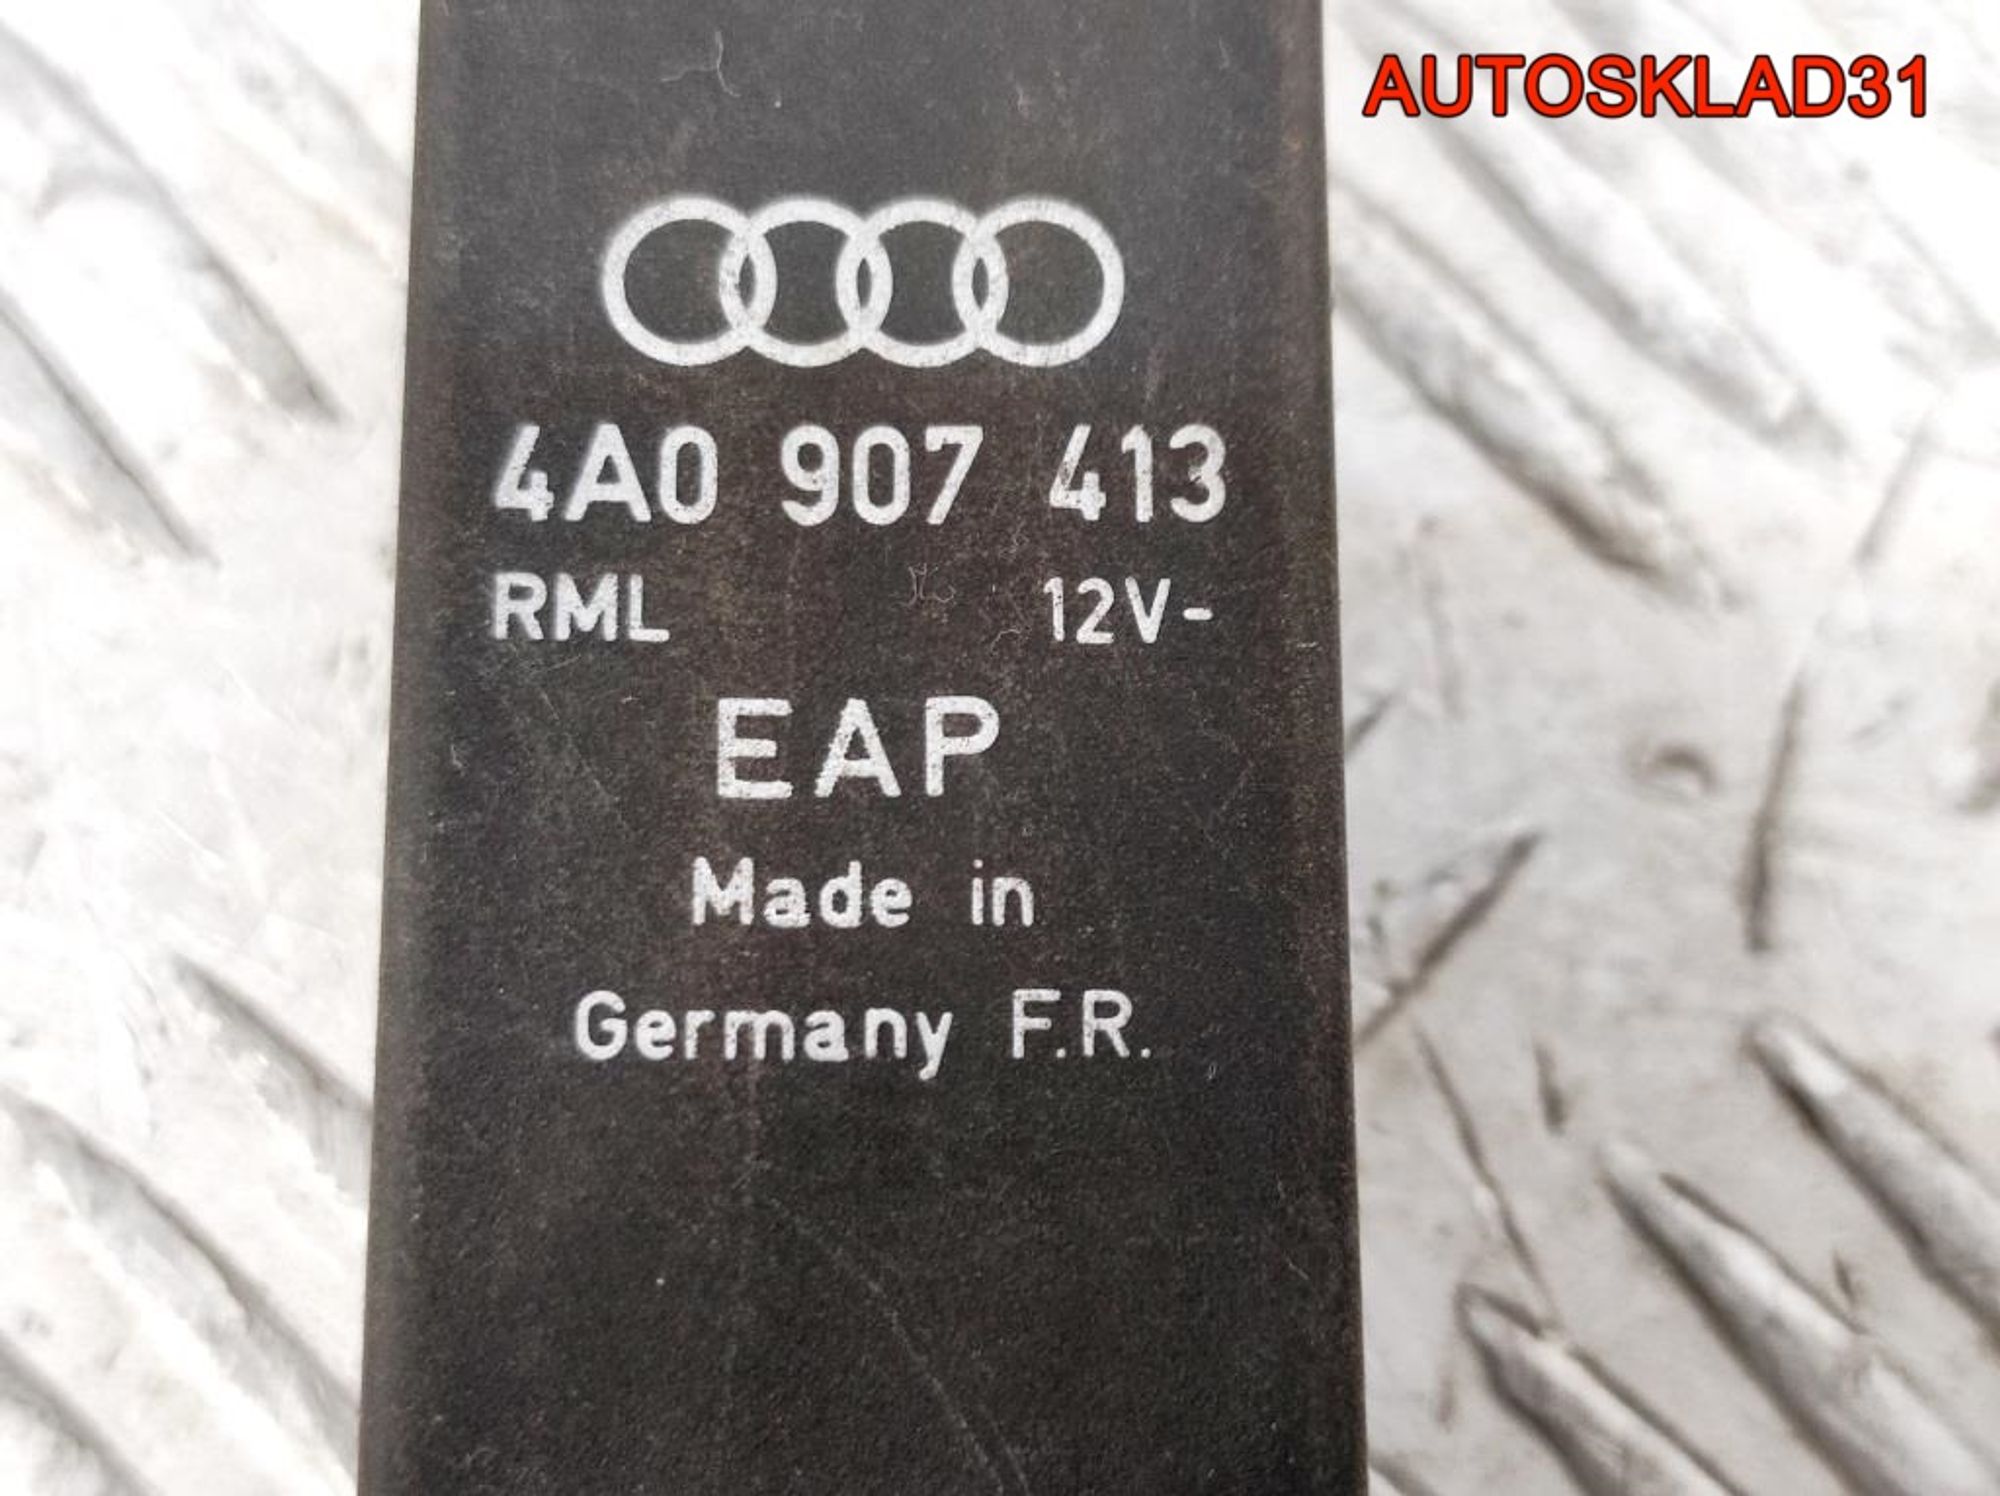 AUTOSKLAD31
4A0 907 413
RML 12V-
EAP
Made in
Germany F.R.